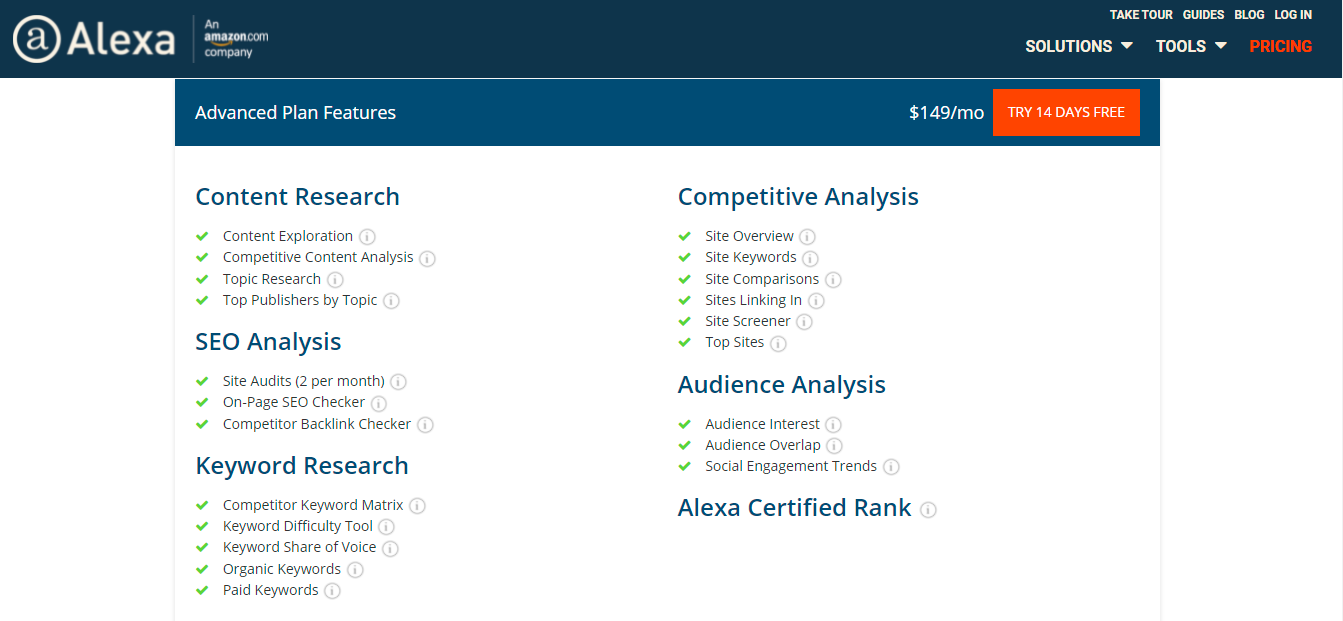 Alexa
An
amazon.com
company
TAKE TOUR GUIDES BLOG LOG IN
SOLUTIONS TOOLS PRICING
Advanced Plan Features
$149/mo TRY 14 DAYS FREE
Content Research
Content Exploration
Competitive Content Analysis
Topic Research
Top Publishers by Topic
SEO Analysis
Site Audits (2 per month)
On-Page SEO Checker
Competitor Backlink Checker
Keyword Research
Competitor Keyword Matrix
Keyword Difficulty Tool
Keyword Share of Voice
Organic Keywords
Paid Keywords
Competitive Analysis
Site Overview
Site Keywords
Site Comparisons
Sites Linking In
Site Screener
Top Sites
Audience Analysis
Audience Interest
Audience Overlap
Social Engagement Trends
Alexa Certified Rank